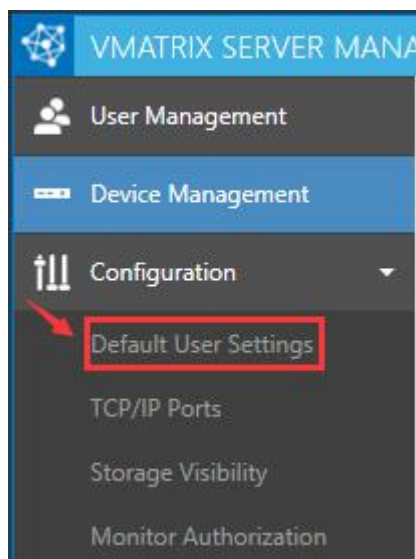 VMATRIX SERVER MANA
User Management
Device Management
Configuration
Default User Settings
TCP/IP Ports
Storage Visibility
Monitor Authorization